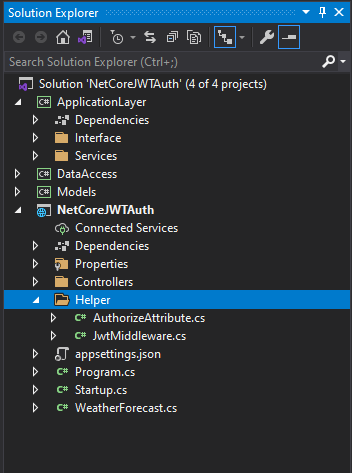 Solution Explorer
Search Solution Explorer (Ctrl+;)
Solution 'NetCoreJWTAuth' (4 of 4 projects)
C# ApplicationLayer
Dependencies
Interface
Services
C# DataAccess
C# Models
NetCoreJWTAuth
Connected Services
Dependencies
Properties
Controllers
Helper
C# AuthorizeAttribute.cs
C# JwtMiddleware.cs
appsettings.json
C# Program.cs
C# Startup.cs
C# WeatherForecast.cs